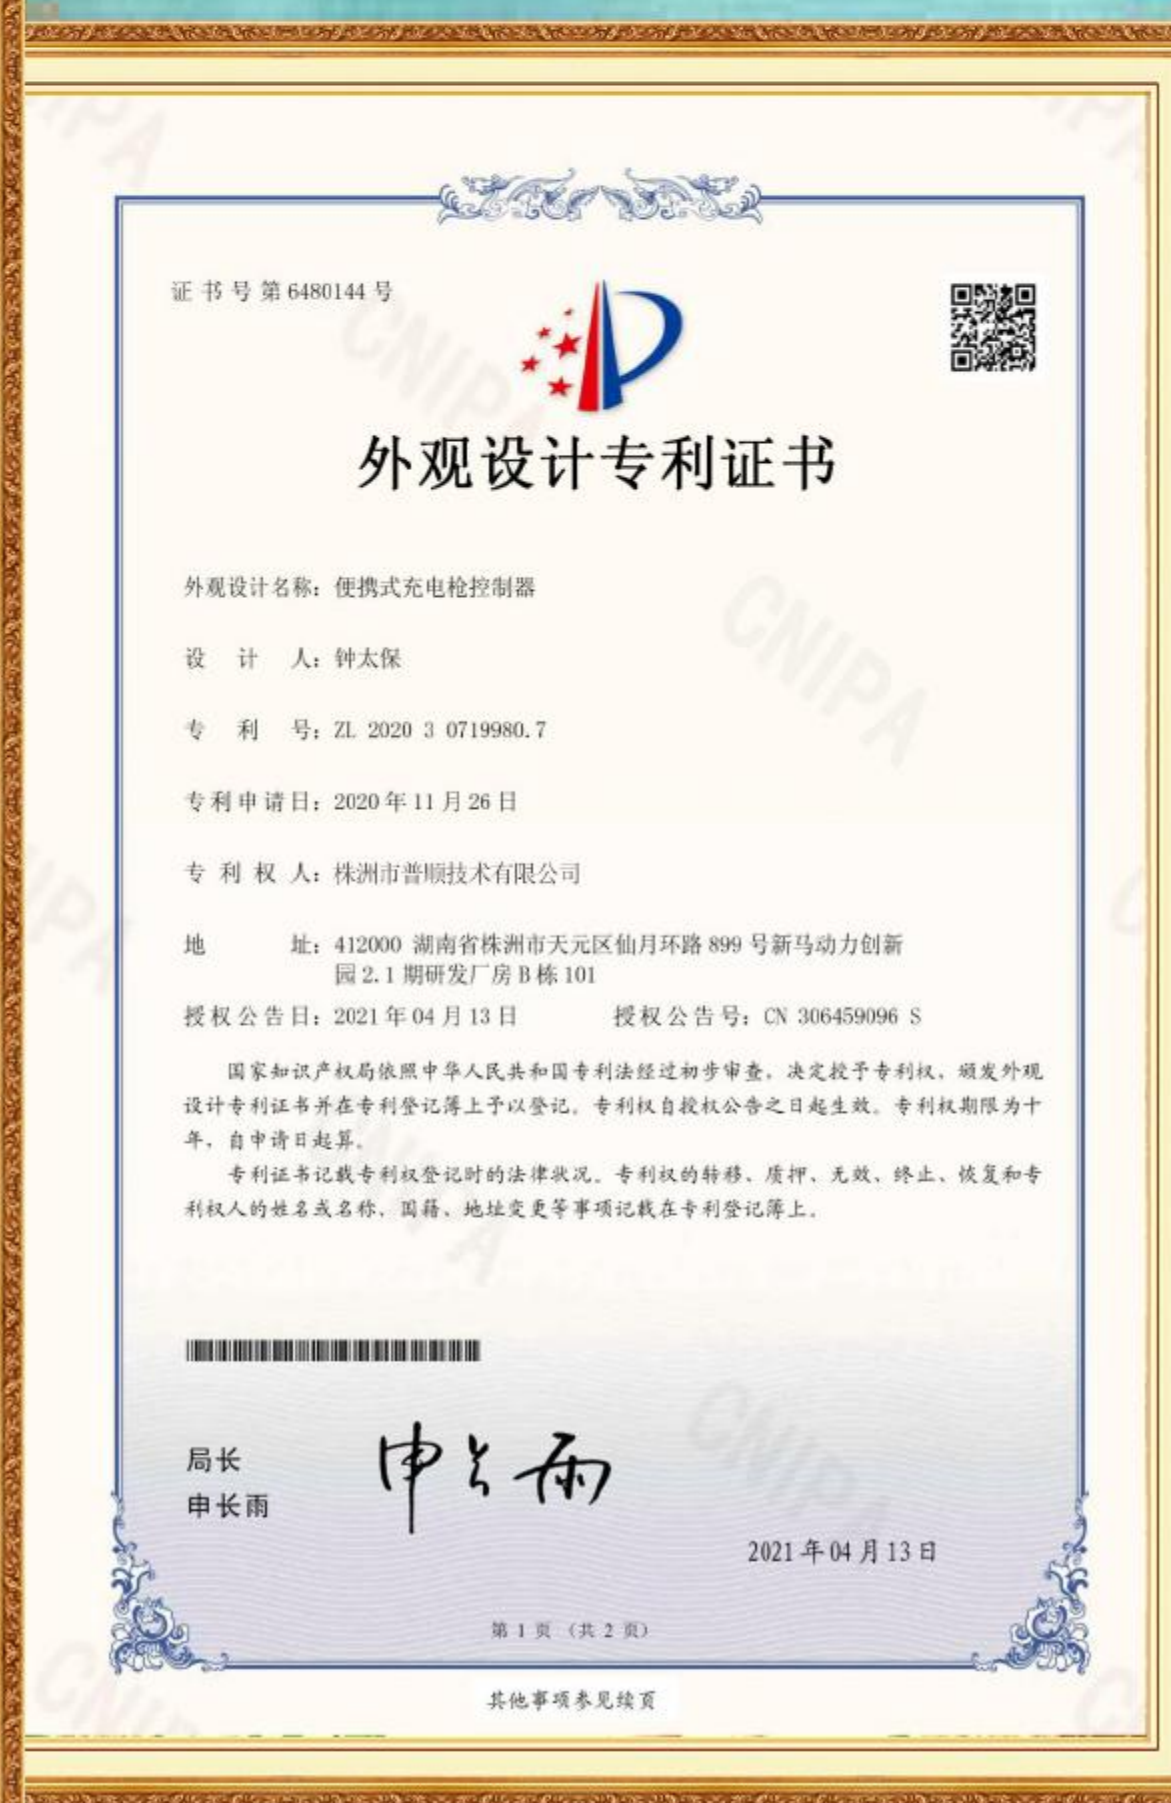 证书号第6480144号
外观设计专利证书
外观设计名称：便携式充电枪控制器
设计人：钟太保
专利号：ZL 2020 3 0719980.7
专利申请日：2020年11月26日
专利权人：株洲市普顺技术有限公司
地址：412000 湖南省株洲市天元区仙月环路899号新马动力创新
园2.1期研发厂房B栋101
授权公告日：2021年04月13日 授权公告号：CN 306459096 S
国家知识产权局依照中华人民共和国专利法经过初步审查，决定授予专利权，颁发外观
设计专利证书并在专利登记簿上予以登记。专利权自授权公告之日起生效。专利权期限为十
年，自申请日起算。
专利证书记载专利权登记时的法律状况。专利权的转移、质押、无效、终止、恢复和专
利权人的姓名或名称、国籍、地址变更等事项记载在专利登记簿上。
局长
申长雨
申长雨
2021年04月13日
第1页（共2页）
其他事项参见续页
CNIPA
CNIPA
CNIPA
CNIPA